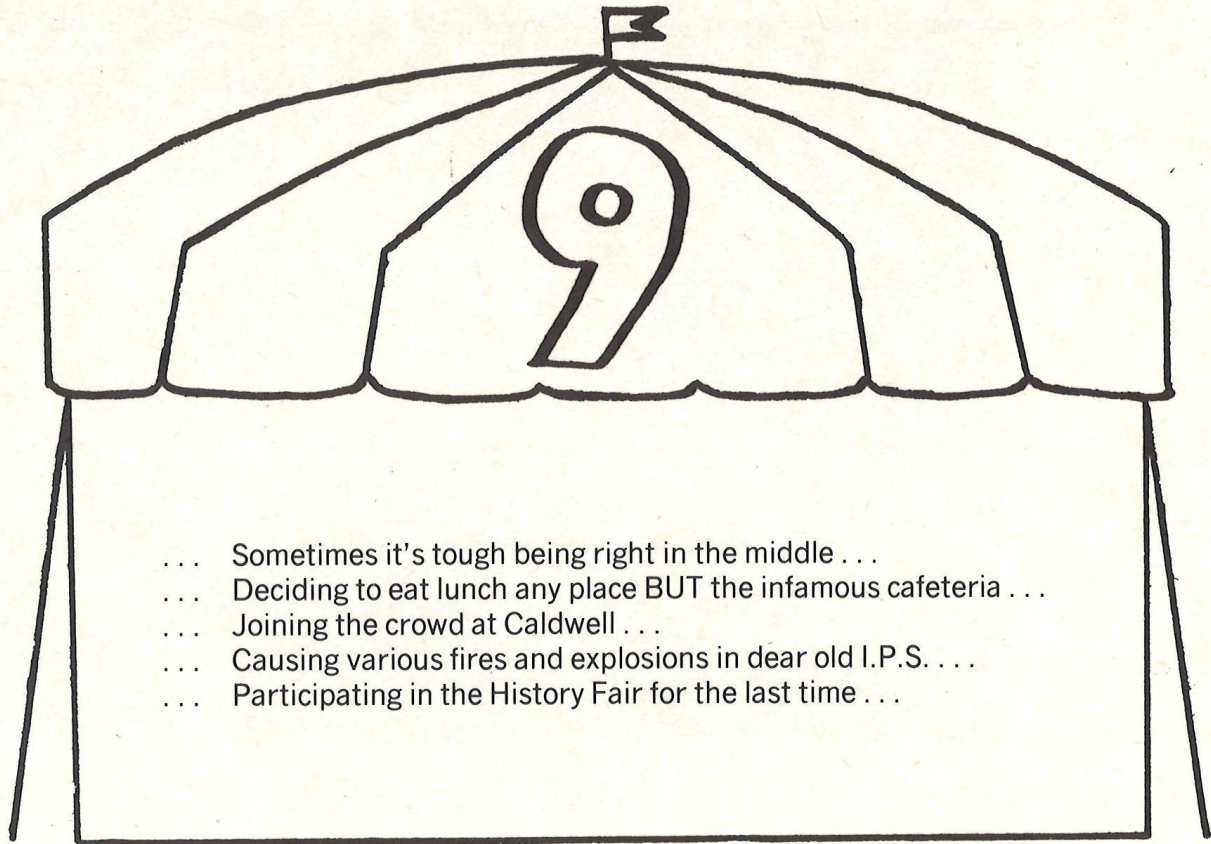 9
... Sometimes it's tough being right in the middle ...
... Deciding to eat lunch any place BUT the infamous cafeteria ...
... Joining the crowd at Caldwell ...
... Causing various fires and explosions in dear old I.P.S. ...
... Participating in the History Fair for the last time ...